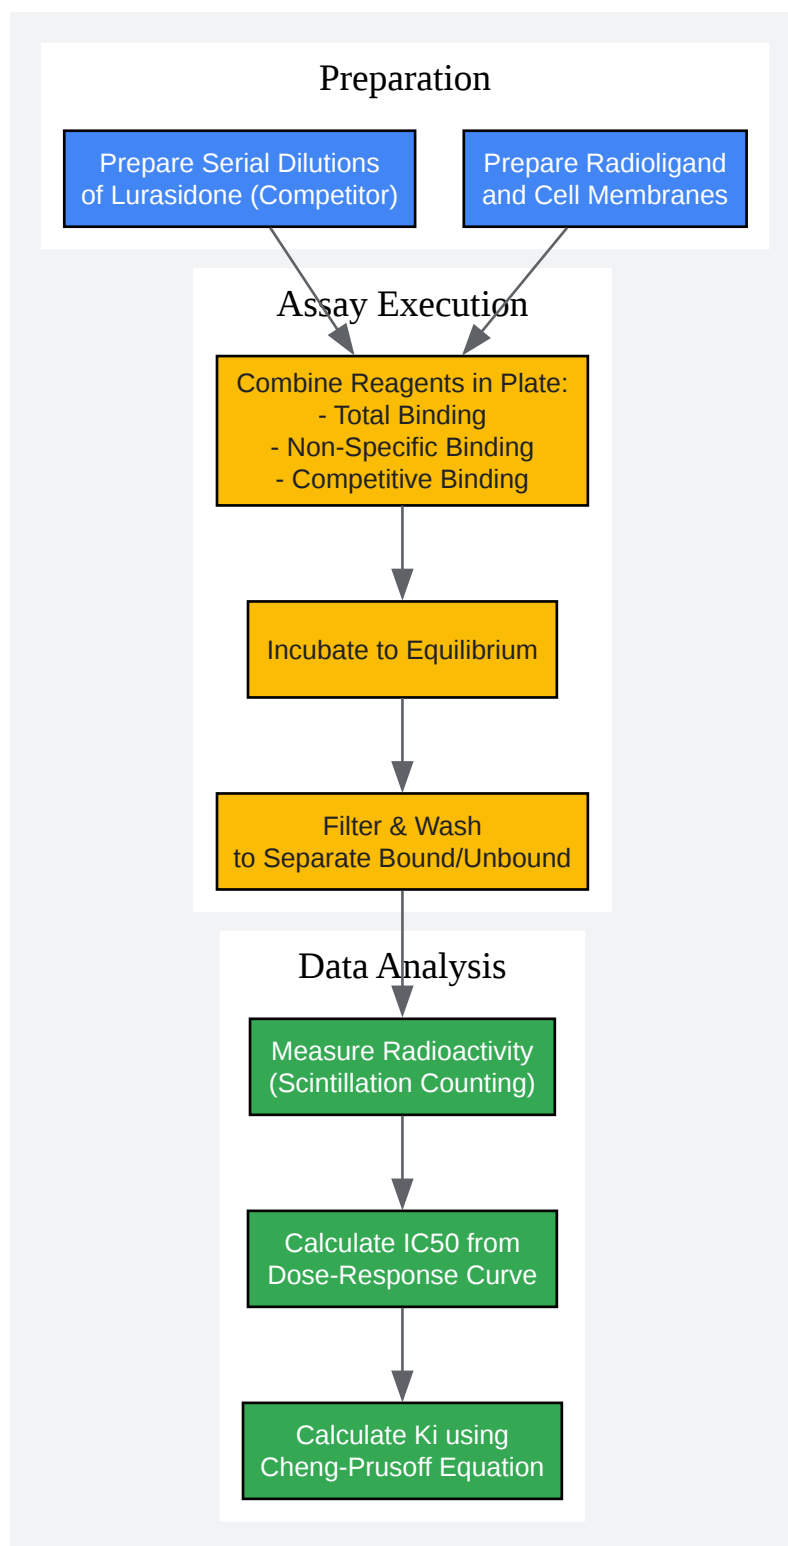 Preparation
Prepare Serial Dilutions
of Lurasidone (Competitor)
Prepare Radioligand
and Cell Membranes
Assay Execution
Combine Reagents in Plate:
- Total Binding
- Non-Specific Binding
- Competitive Binding
Incubate to Equilibrium
Filter & Wash
to Separate Bound/Unbound
Data Analysis
Measure Radioactivity
(Scintillation Counting)
Calculate IC50 from
Dose-Response Curve
Calculate Ki using
Cheng-Prusoff Equation